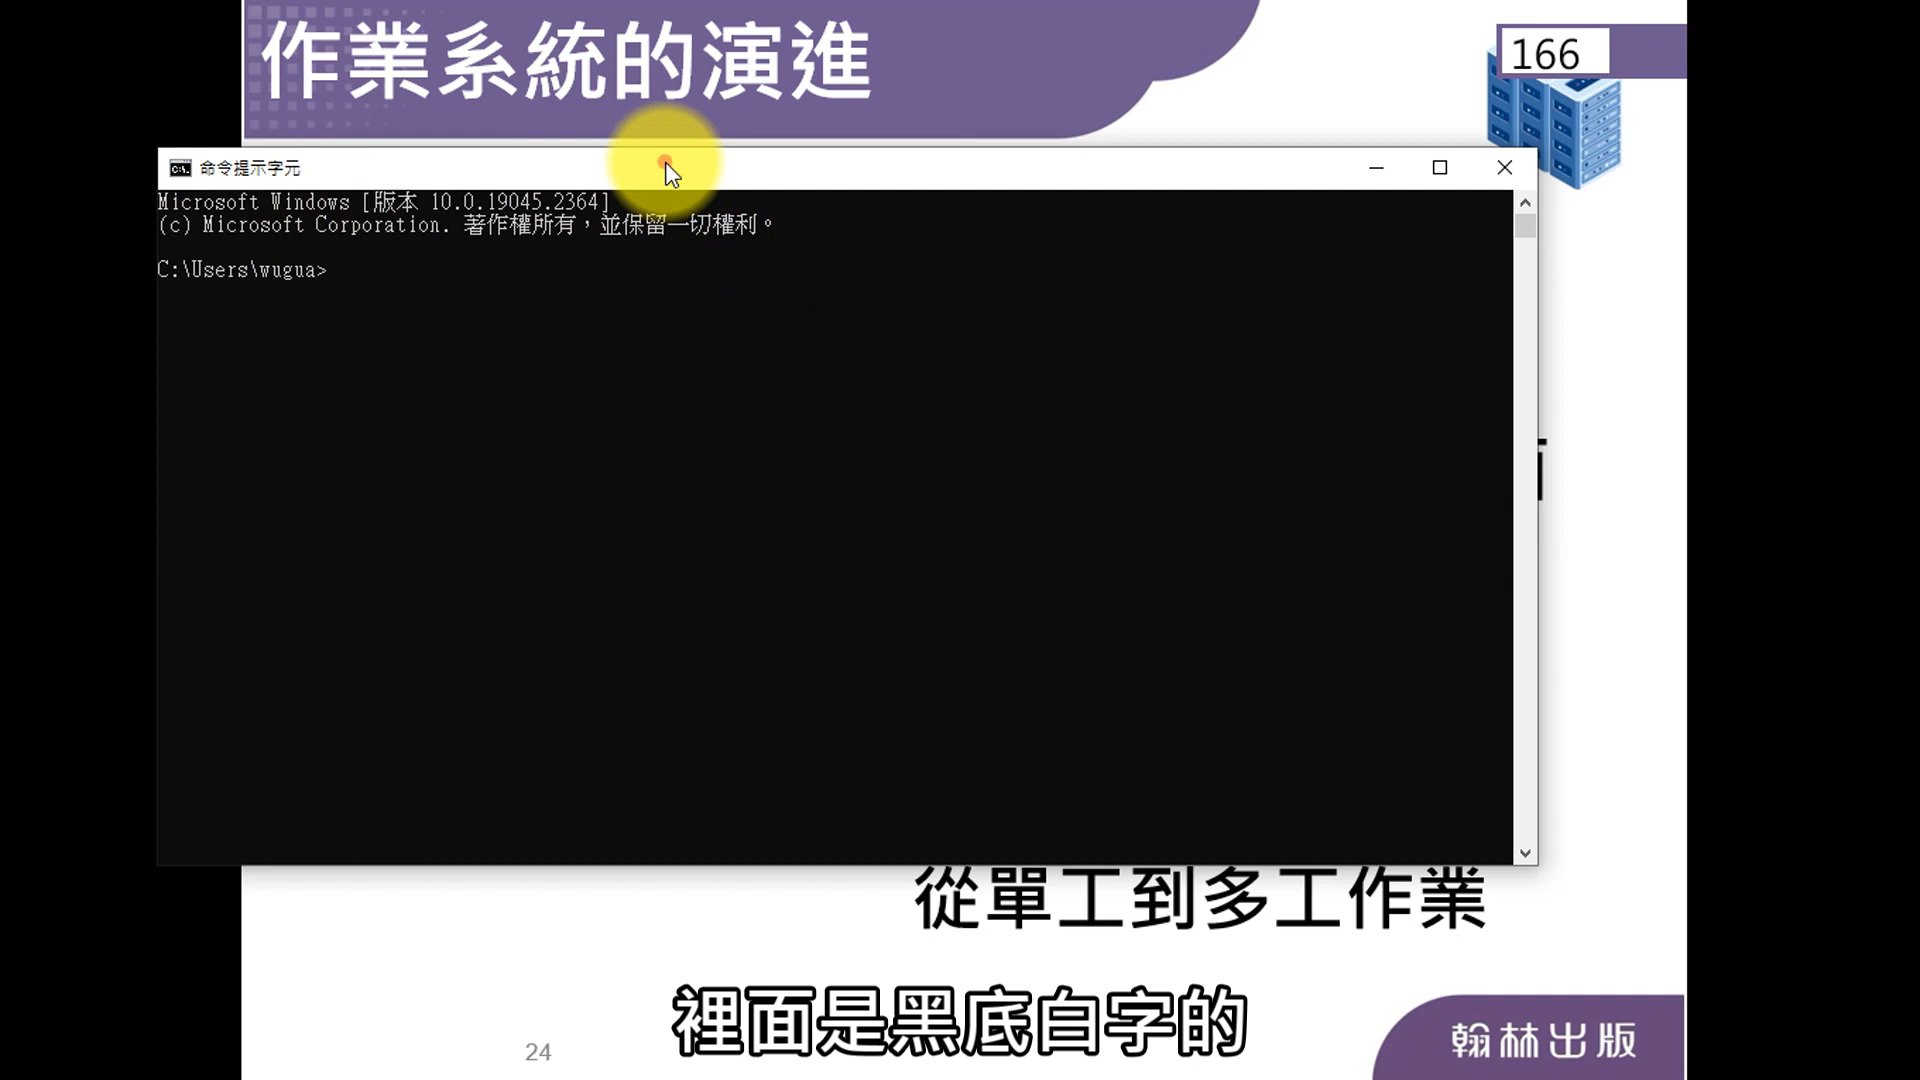 作業系統的演進
166
命令提示字元
Microsoft Windows [版本 10.0.19045.2364]
(c) Microsoft Corporation. 著作權所有，並保留一切權利。
C:\Users\wugua>
從單工到多工作業
裡面是黑底白字的
24
翰林出版